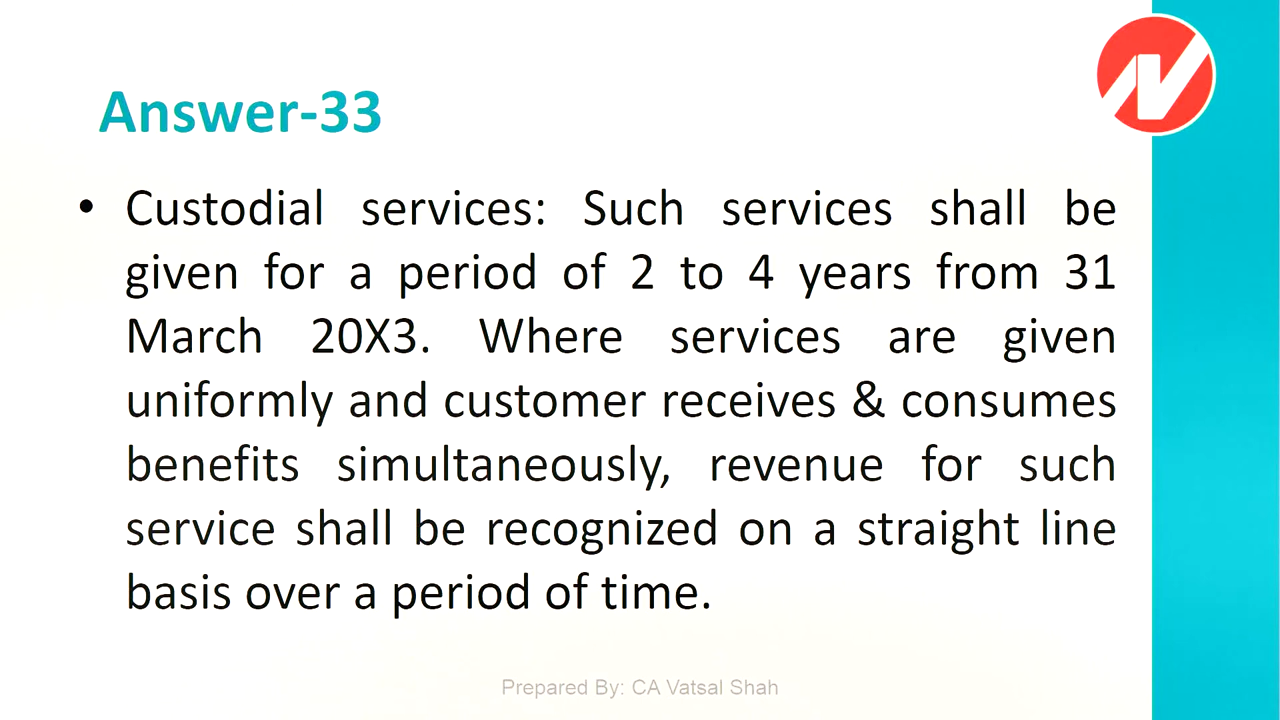 Answer-33
• Custodial services: Such services shall be
given for a period of 2 to 4 years from 31
March 20X3. Where services are given
uniformly and customer receives & consumes
benefits simultaneously, revenue for such
service shall be recognized on a straight line
basis over a period of time.
Prepared By: CA Vatsal Shah